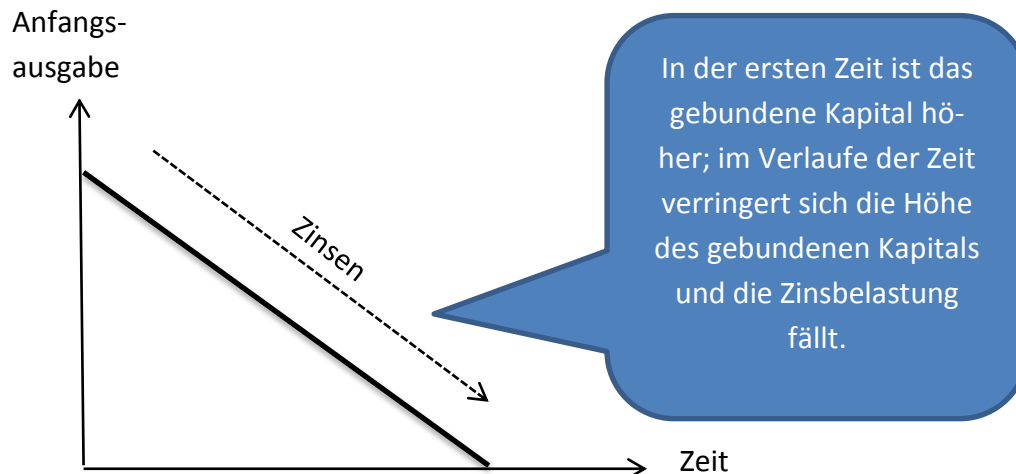 Anfangs-
ausgabe
Zinsen
In der ersten Zeit ist das
gebundene Kapital hö-
her; im Verlaufe der Zeit
verringert sich die Höhe
des gebundenen Kapitals
und die Zinsbelastung
fällt.
Zeit